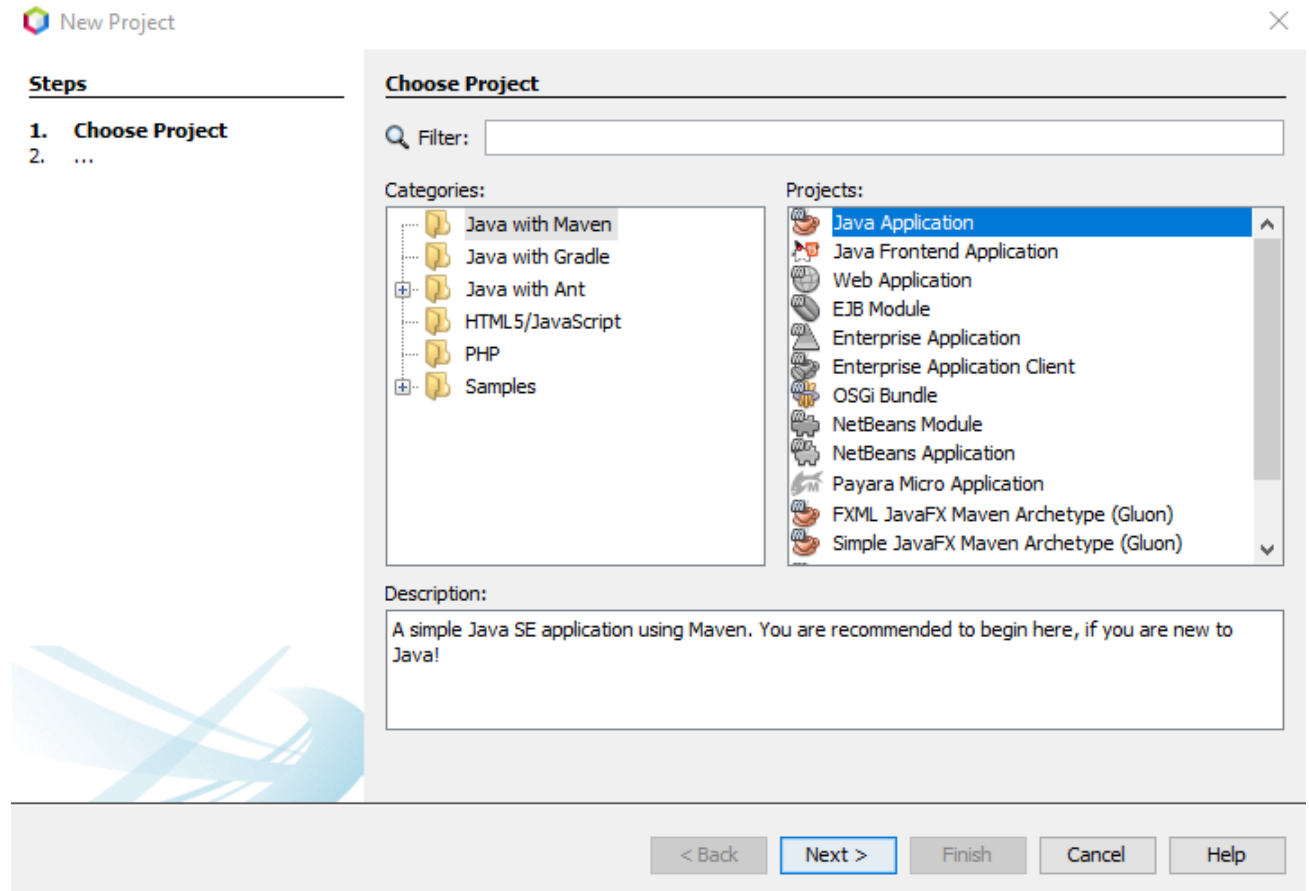 New Project
Steps
1. Choose Project
2. ...
Choose Project
Filter:
Categories:
Java with Maven
Java with Gradle
Java with Ant
HTML5/JavaScript
PHP
Samples
Projects:
Java Application
Java Frontend Application
Web Application
EJB Module
Enterprise Application
Enterprise Application Client
OSGi Bundle
NetBeans Module
NetBeans Application
Payara Micro Application
FXML JavaFX Maven Archetype (Gluon)
Simple JavaFX Maven Archetype (Gluon)
Description:
A simple Java SE application using Maven. You are recommended to begin here, if you are new to
Java!
< Back Next > Finish Cancel Help